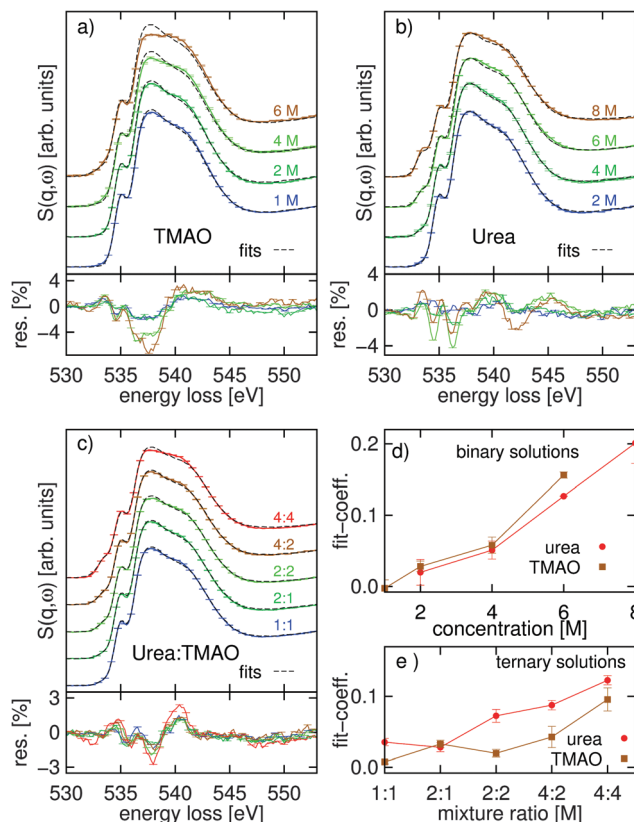 a)
S(q,ω) [arb. units]
6 M
4 M
2 M
1 M
TMAO
fits
res. [%]
4
0
−4
530 535 540 545 550
energy loss [eV]
b)
S(q,ω) [arb. units]
8 M
6 M
4 M
2 M
Urea
fits
res. [%]
4
0
−4
530 535 540 545 550
energy loss [eV]
c)
S(q,ω) [arb. units]
4:4
4:2
2:2
2:1
1:1
Urea:TMAO
fits
res. [%]
3
0
−3
530 535 540 545 550
energy loss [eV]
d)
binary solutions
fit−coeff.
0.2
0.1
0.0
urea
TMAO
2 4 6 8
concentration [M]
e )
ternary solutions
fit−coeff.
0.1
0.0
urea
TMAO
1:1 2:1 2:2 4:2 4:4
mixture ratio [M]